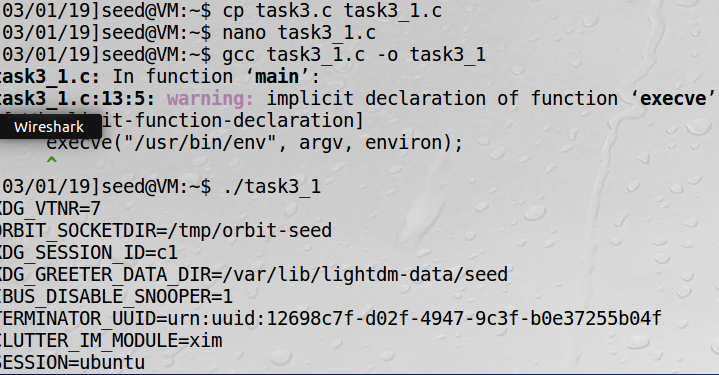 03/01/19]seed@VM:~$ cp task3.c task3_1.c
03/01/19]seed@VM:~$ nano task3_1.c
03/01/19]seed@VM:~$ gcc task3_1.c -o task3_1
task3_1.c: In function ‘main’:
task3_1.c:13:5: warning: implicit declaration of function ‘execve’
Wireshark
it-function-declaration]
execve("/usr/bin/env", argv, environ);
^
03/01/19]seed@VM:~$ ./task3_1
XDG_VTNR=7
ORBIT_SOCKETDIR=/tmp/orbit-seed
XDG_SESSION_ID=c1
XDG_GREETER_DATA_DIR=/var/lib/lightdm-data/seed
IBUS_DISABLE_SNOOPER=1
TERMINATOR_UUID=urn:uuid:12698c7f-d02f-4947-9c3f-b0e37255b04f
CLUTTER_IM_MODULE=xim
SESSION=ubuntu